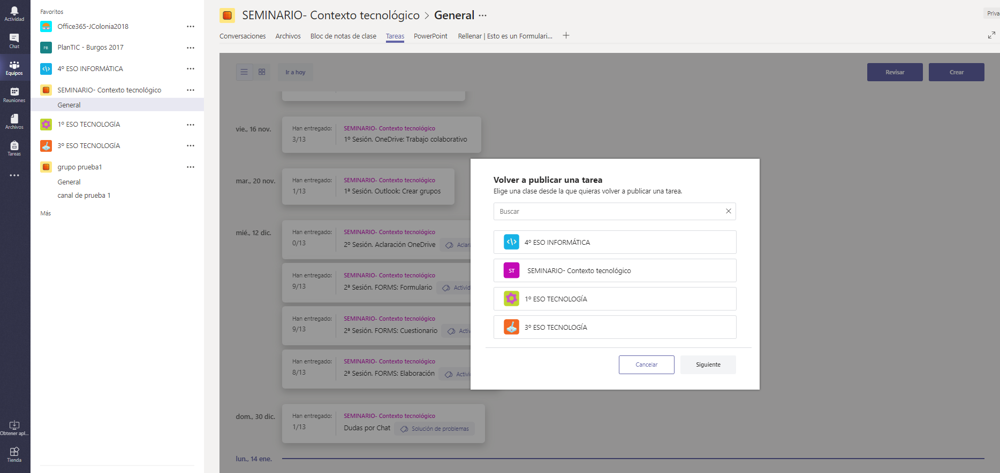 Actividad
Chat
Equipos
Reuniones
Archivos
Tareas
Obtener apl...
Tienda
Favoritos
Office365-JColonia2018
PB
PlanTIC - Burgos 2017
4º ESO INFORMÁTICA
SEMINARIO- Contexto tecnológico
General
1º ESO TECNOLOGÍA
3º ESO TECNOLOGÍA
grupo prueba1
General
canal de prueba 1
Más
SEMINARIO- Contexto tecnológico > General ···
Priva
Conversaciones Archivos Bloc de notas de clase Tareas PowerPoint Rellenar | Esto es un Formulari... +
Ir a hoy
Revisar
Crear
vie., 16 nov.
Han entregado: SEMINARIO- Contexto tecnológico
3/13 1º Sesión. OneDrive: Trabajo colaborativo
mar., 20 nov.
Han entregado: SEMINARIO- Contexto tecnológico
1/13 1ª Sesión. Outlook: Crear grupos
mié., 12 dic.
Han entregado: SEMINARIO- Contexto tecnológico
0/13 2º Sesión. Aclaración OneDrive Aclara
Han entregado: SEMINARIO- Contexto tecnológico
9/13 2ª Sesión. FORMS: Formulario Activid
Han entregado: SEMINARIO- Contexto tecnológico
9/13 2ª Sesión. FORMS: Cuestionario Activ
Han entregado: SEMINARIO- Contexto tecnológico
8/13 2ª Sesión. FORMS: Elaboración Activi
dom., 30 dic.
Han entregado: SEMINARIO- Contexto tecnológico
1/13 Dudas por Chat Solución de problemas
lun., 14 ene.
Volver a publicar una tarea
Elige una clase desde la que quieras volver a publicar una tarea.
Buscar
4º ESO INFORMÁTICA
ST SEMINARIO- Contexto tecnológico
1º ESO TECNOLOGÍA
3º ESO TECNOLOGÍA
Cancelar
Siguiente